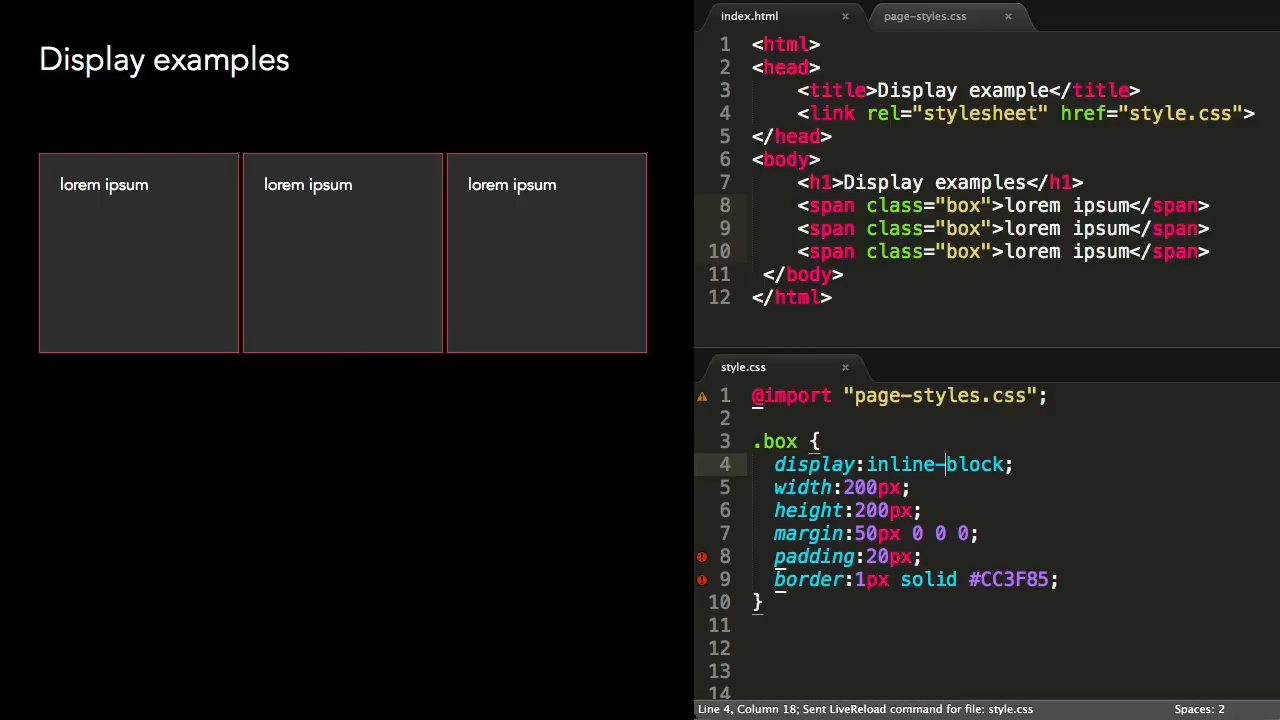 Display examples
lorem ipsum
lorem ipsum
lorem ipsum
index.html × page-styles.css ×
1 <html>
2 <head>
3 <title>Display example</title>
4 <link rel="stylesheet" href="style.css">
5 </head>
6 <body>
7 <h1>Display examples</h1>
8 <span class="box">lorem ipsum</span>
9 <span class="box">lorem ipsum</span>
10 <span class="box">lorem ipsum</span>
11 </body>
12 </html>
style.css ×
1 @import "page-styles.css";
2
3 .box {
4 display:inline-block;
5 width:200px;
6 height:200px;
7 margin:50px 0 0 0;
8 padding:20px;
9 border:1px solid #CC3F85;
10 }
11
12
13
14
Line 4, Column 18; Sent LiveReload command for file: style.css Spaces: 2